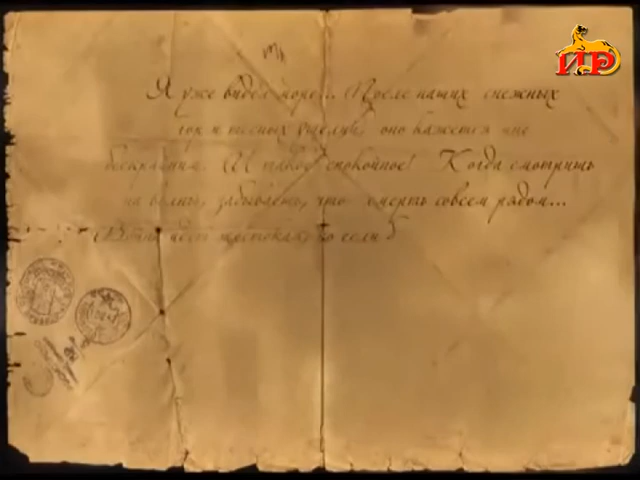 ИР
Я уже видел море. После наших снежных
гор и тесных ущелий, оно кажется мне
бескрайним. И такое спокойное! Когда смотришь
на волны, забываешь, что смерть совсем рядом...
Война идет жестокая, но если